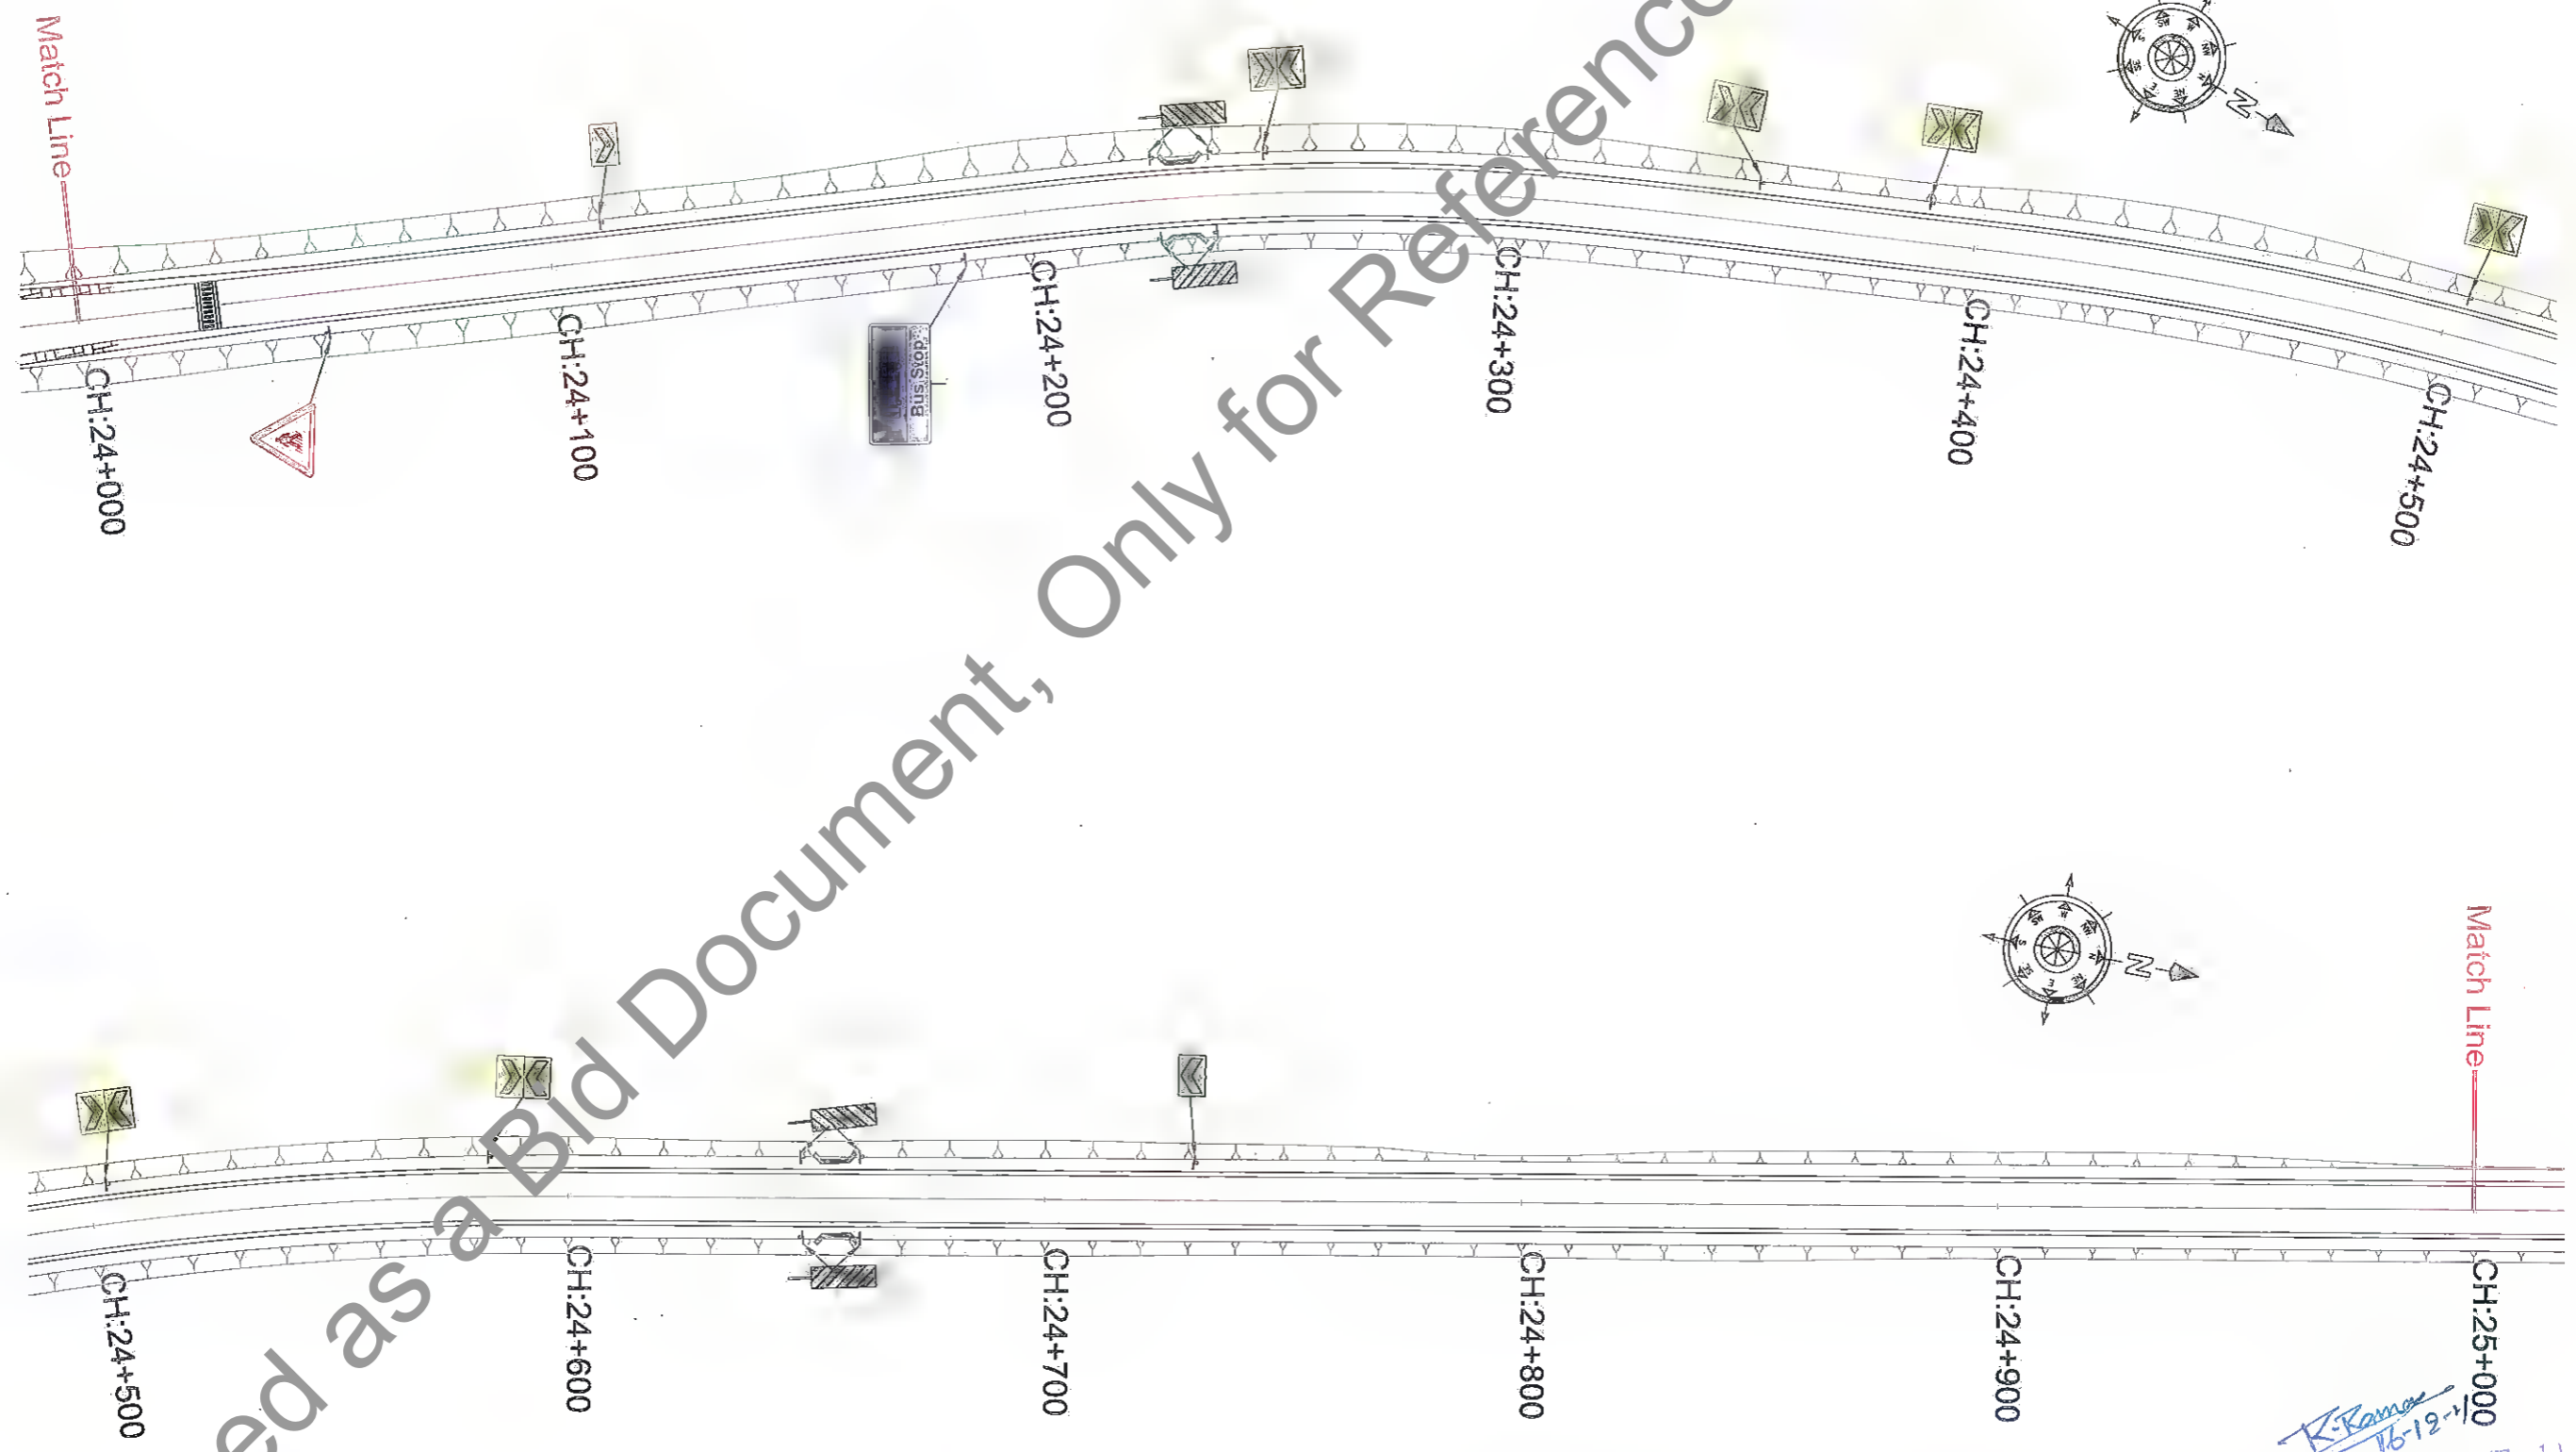 Match Line
N
CH:24+000
CH:24+100
Bus Stop
CH:24+200
CH:24+300
CH:24+400
CH:24+500
ed as a Bid Document, Only for Referenc
N
Match Line
CH:24+500
CH:24+600
CH:24+700
CH:24+800
CH:24+900
CH:25+000